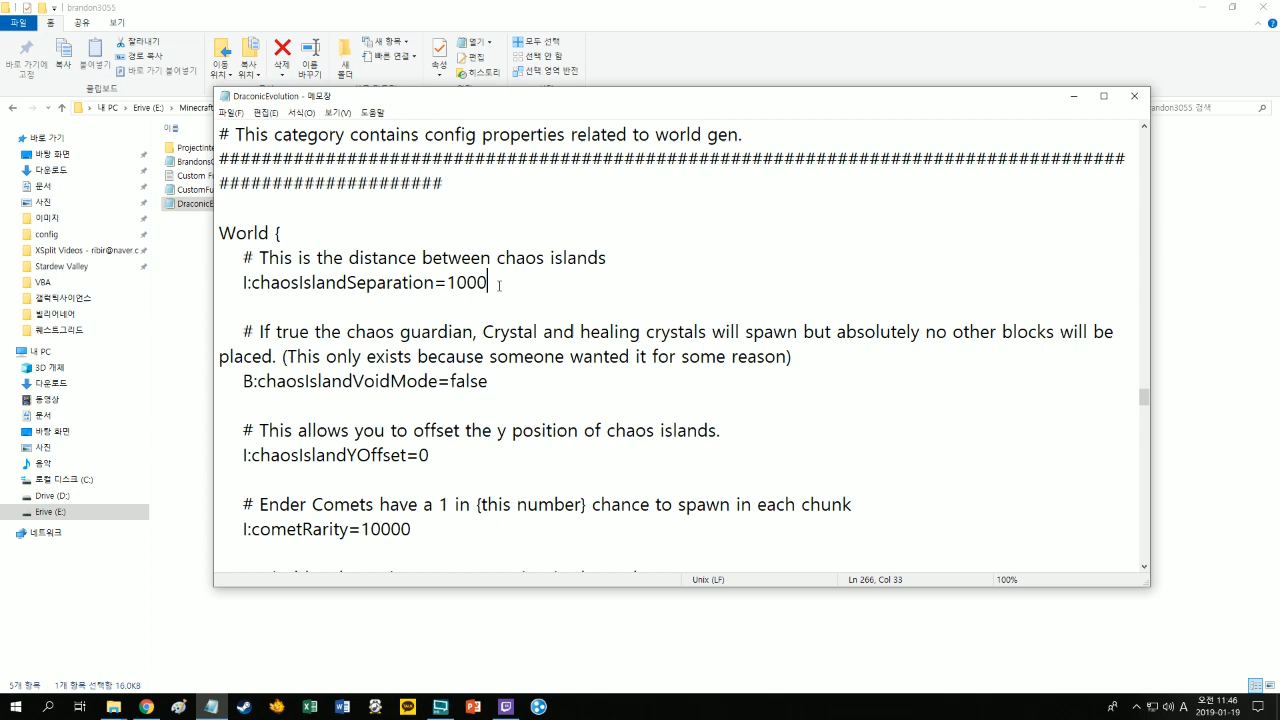 brandon3055
파일 홈 공유 보기
바로 가기에 고정
복사
붙여넣기
잘라내기
경로 복사
바로 가기 붙여넣기
이동 위치
복사 위치
삭제
이름 바꾸기
새 폴더
새 항목
빠른 연결
속성
열기
편집
히스토리
모두 선택
선택 안 함
선택 영역 반전
클립보드
내 PC
Erive (E:)
Minecraft
randon3055 검색
바로 가기
바탕 화면
다운로드
문서
사진
이미지
config
XSplit Videos - ribir@naver.c
Stardew Valley
VBA
갤럭틱사이언스
빌리어네어
퀘스트그리드
내 PC
3D 개체
다운로드
동영상
문서
바탕 화면
사진
음악
로컬 디스크 (C:)
Drive (D:)
Erive (E:)
네트워크
이름
ProjectInte
BrandonsC
Custom F
CustomFu
DraconicE
DraconicEvolution - 메모장
파일(F) 편집(E) 서식(O) 보기(V) 도움말
# This category contains config properties related to world gen.
#####################################################################################
#####################
World {
# This is the distance between chaos islands
I:chaosIslandSeparation=1000
# If true the chaos guardian, Crystal and healing crystals will spawn but absolutely no other blocks will be
placed. (This only exists because someone wanted it for some reason)
B:chaosIslandVoidMode=false
# This allows you to offset the y position of chaos islands.
I:chaosIslandYOffset=0
# Ender Comets have a 1 in {this number} chance to spawn in each chunk
I:cometRarity=10000
Unix (LF) Ln 266, Col 33 100%
5개 항목 1개 항목 선택함 16.0KB
A
오전 11:46
2019-01-19